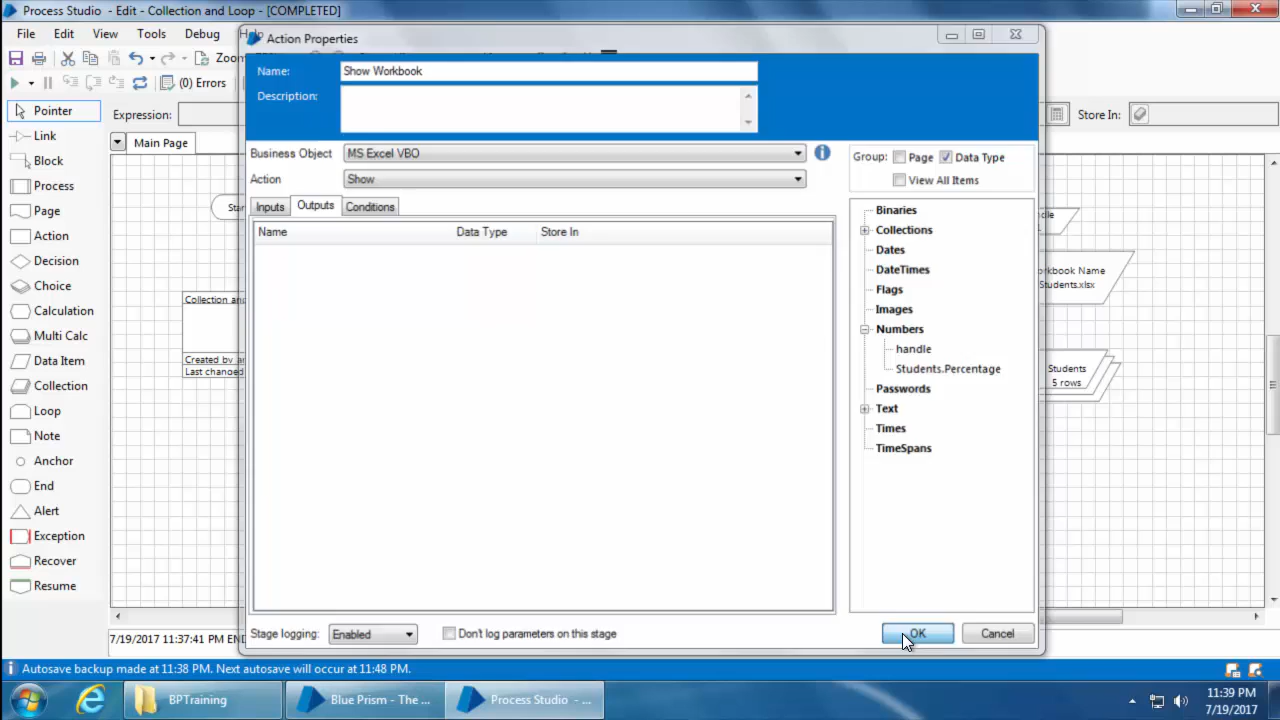 Process Studio - Edit - Collection and Loop - [COMPLETED]
File Edit View Tools Debug
Action Properties
(0) Errors
Name: Show Workbook
Description:
Expression:
Store In:
Main Page
Business Object MS Excel VBO
Action Show
Group: Page Data Type
View All Items
Inputs Outputs Conditions
Name Data Type Store In
Pointer
Link
Block
Process
Page
Action
Decision
Choice
Calculation
Multi Calc
Data Item
Collection
Loop
Note
Anchor
End
Alert
Exception
Recover
Resume
Collection and
Created by
Last changed
Binaries
Collections
Dates
DateTimes
Flags
Images
Numbers
handle
Students.Percentage
Passwords
Text
Times
TimeSpans
Name
Students.xlsx
Students
5 rows
Stage logging: Enabled Don't log parameters on this stage
OK Cancel
7/19/2017 11:37:41 PM
Autosave backup made at 11:38 PM. Next autosave will occur at 11:48 PM.
BPTraining
Blue Prism - The ...
Process Studio - ...
11:39 PM
7/19/2017